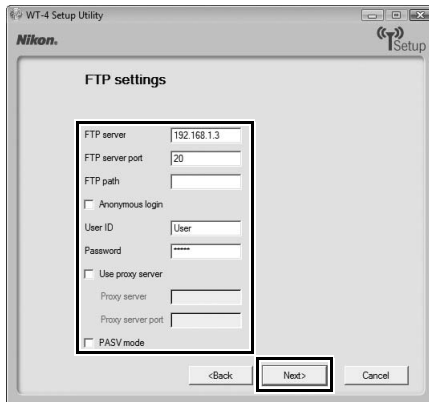 WT-4 Setup Utility
Nikon.
Setup
FTP settings
FTP server 192.168.1.3
FTP server port 20
FTP path
Anonymous login
User ID User
Password *****
Use proxy server
Proxy server
Proxy server port
PASV mode
<Back Next> Cancel